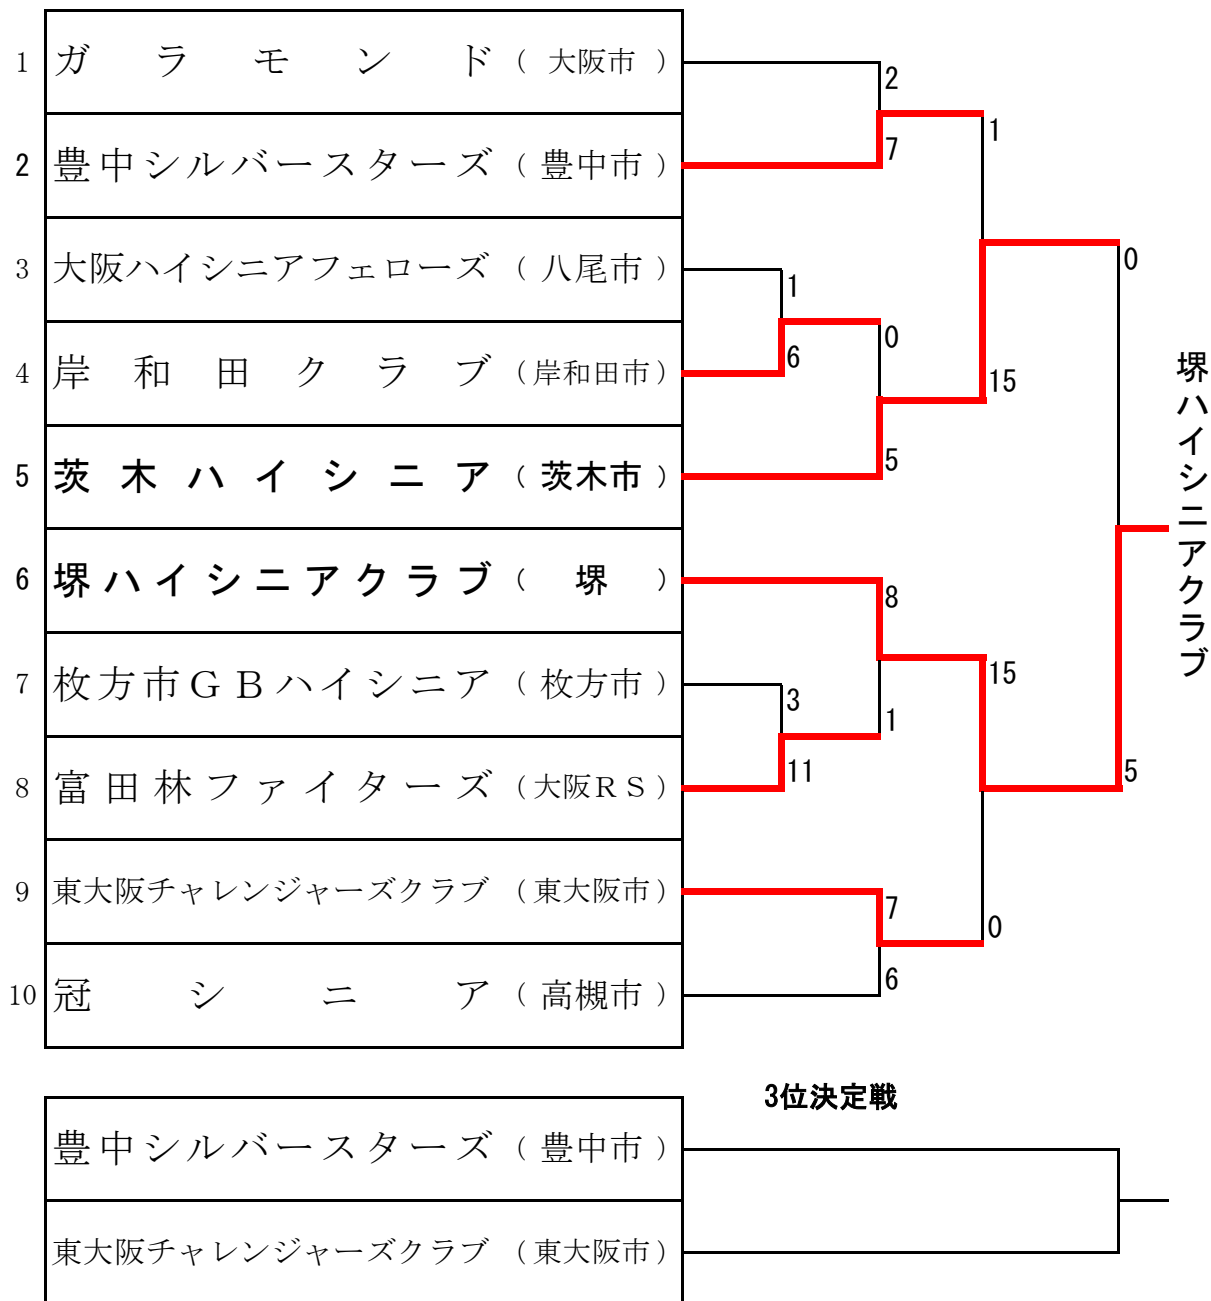 1 ガラモンド（ 大阪市 ） 2
1
2 豊中シルバースターズ（ 豊中市 ） 7
0
3 大阪ハイシニアフェローズ（ 八尾市 ） 1
0
4 岸和田クラブ（岸和田市） 6
15
5 茨木ハイシニア（ 茨木市 ） 5
堺ハイシニアクラブ
6 堺ハイシニアクラブ（ 堺 ） 8
15
7 枚方市ＧＢハイシニア（ 枚方市 ） 3
1
8 富田林ファイターズ（大阪ＲＳ） 11
5
9 東大阪チャレンジャーズクラブ（東大阪市） 7
0
10 冠シニア（ 高槻市 ） 6
3位決定戦
豊中シルバースターズ（ 豊中市 ）
東大阪チャレンジャーズクラブ（東大阪市）